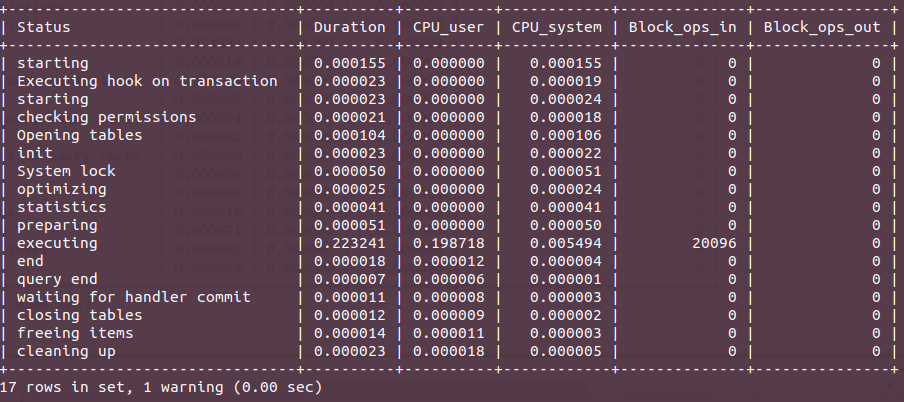 +--------------------------------+----------+----------+------------+--------------+---------------+
| Status                         | Duration | CPU_user | CPU_system | Block_ops_in | Block_ops_out |
+--------------------------------+----------+----------+------------+--------------+---------------+
| starting                       | 0.000155 | 0.000000 |   0.000155 |            0 |             0 |
| Executing hook on transaction  | 0.000023 | 0.000000 |   0.000019 |            0 |             0 |
| starting                       | 0.000023 | 0.000000 |   0.000024 |            0 |             0 |
| checking permissions           | 0.000021 | 0.000000 |   0.000018 |            0 |             0 |
| Opening tables                 | 0.000104 | 0.000000 |   0.000106 |            0 |             0 |
| init                           | 0.000023 | 0.000000 |   0.000022 |            0 |             0 |
| System lock                    | 0.000050 | 0.000000 |   0.000051 |            0 |             0 |
| optimizing                     | 0.000025 | 0.000000 |   0.000024 |            0 |             0 |
| statistics                     | 0.000041 | 0.000000 |   0.000041 |            0 |             0 |
| preparing                      | 0.000051 | 0.000000 |   0.000050 |            0 |             0 |
| executing                      | 0.223241 | 0.198718 |   0.005494 |        20096 |             0 |
| end                            | 0.000018 | 0.000012 |   0.000004 |            0 |             0 |
| query end                      | 0.000007 | 0.000006 |   0.000001 |            0 |             0 |
| waiting for handler commit     | 0.000011 | 0.000008 |   0.000003 |            0 |             0 |
| closing tables                 | 0.000012 | 0.000009 |   0.000002 |            0 |             0 |
| freeing items                  | 0.000014 | 0.000011 |   0.000003 |            0 |             0 |
| cleaning up                    | 0.000023 | 0.000018 |   0.000005 |            0 |             0 |
+--------------------------------+----------+----------+------------+--------------+---------------+
17 rows in set, 1 warning (0.00 sec)